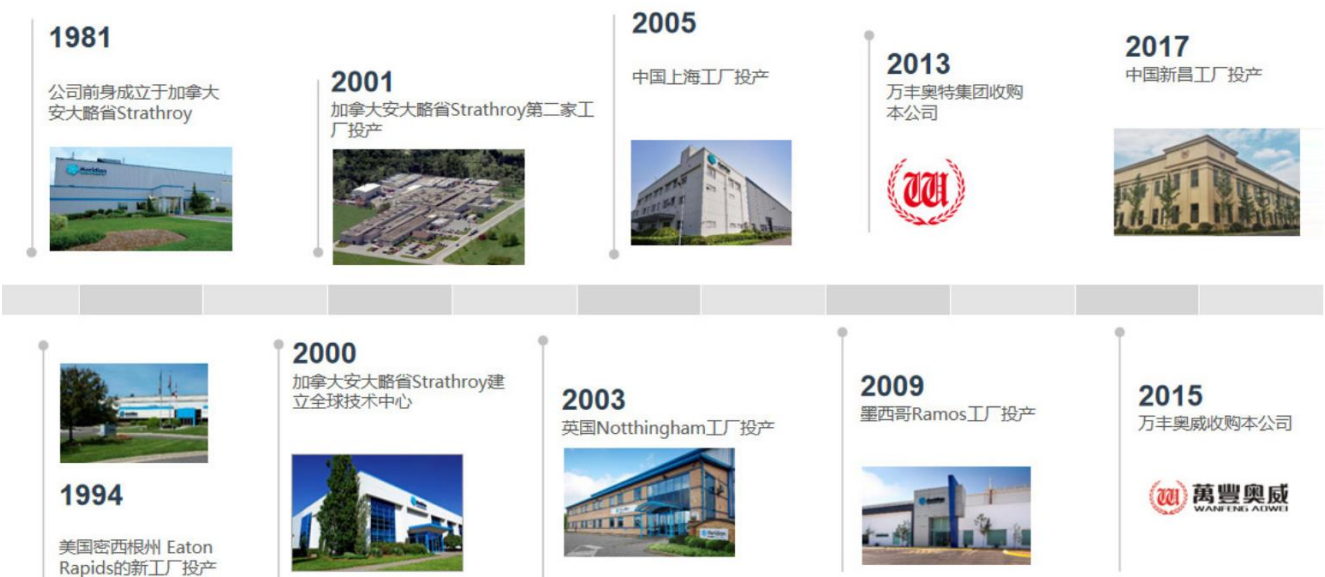 1981
公司前身成立于加拿大
安大略省Strathroy
Meridian
2001
加拿大安大略省Strathroy第二家工
厂投产
2005
中国上海工厂投产
2013
万丰奥特集团收购
本公司
2017
中国新昌工厂投产
1994
美国密西根州 Eaton
Rapids的新工厂投产
2000
加拿大安大略省Strathroy建
立全球技术中心
2003
英国Notthingham工厂投产
2009
墨西哥Ramos工厂投产
2015
万丰奥威收购本公司
萬豐奥威
WANFENG AOWEI